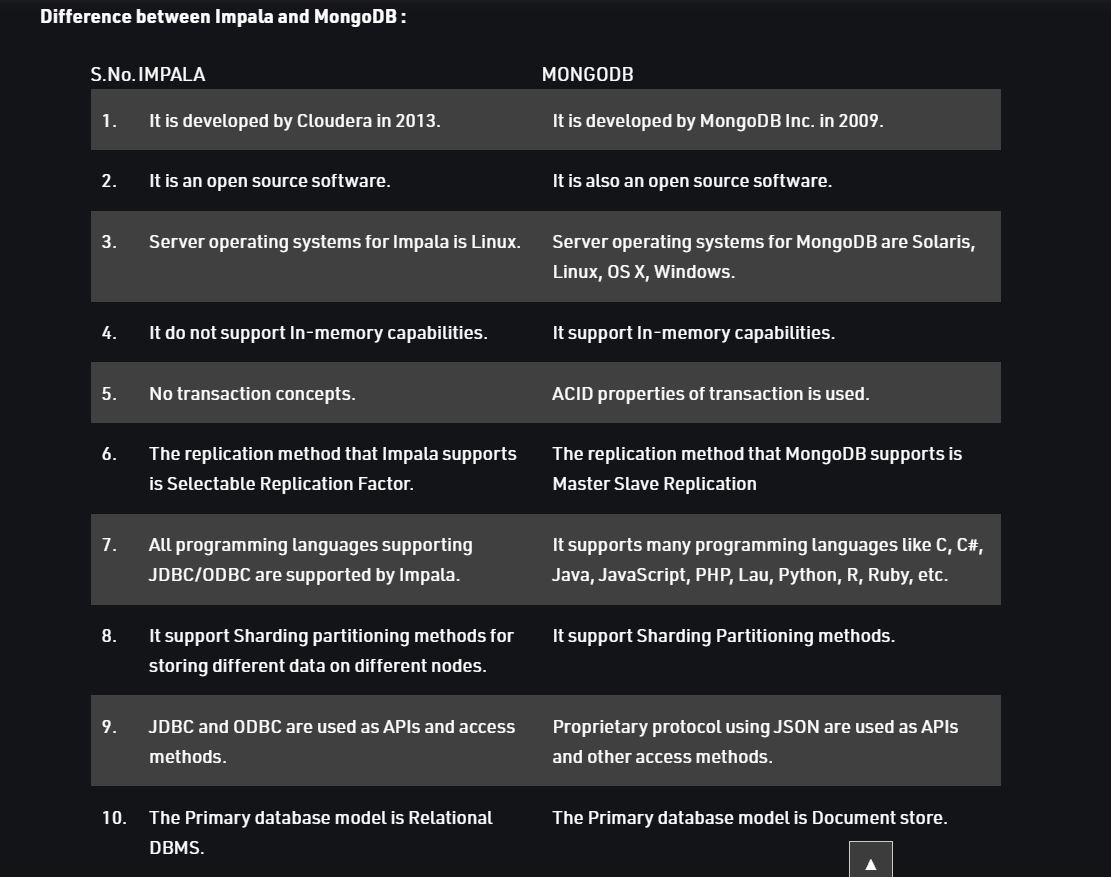 Difference between Impala and MongoDB :
S.No. IMPALA MONGODB
1. It is developed by Cloudera in 2013. It is developed by MongoDB Inc. in 2009.
2. It is an open source software. It is also an open source software.
3. Server operating systems for Impala is Linux. Server operating systems for MongoDB are Solaris,
Linux, OS X, Windows.
4. It do not support In-memory capabilities. It support In-memory capabilities.
5. No transaction concepts. ACID properties of transaction is used.
6. The replication method that Impala supports The replication method that MongoDB supports is
is Selectable Replication Factor. Master Slave Replication
7. All programming languages supporting It supports many programming languages like C, C#,
JDBC/ODBC are supported by Impala. Java, JavaScript, PHP, Lau, Python, R, Ruby, etc.
8. It support Sharding partitioning methods for It support Sharding Partitioning methods.
storing different data on different nodes.
9. JDBC and ODBC are used as APIs and access Proprietary protocol using JSON are used as APIs
methods. and other access methods.
10. The Primary database model is Relational The Primary database model is Document store.
DBMS.